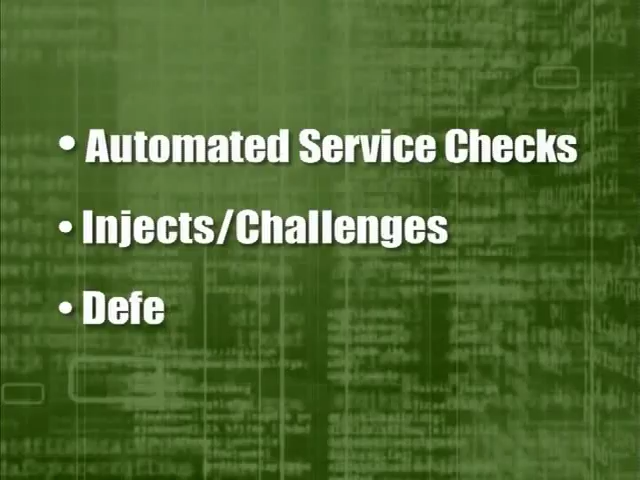 • Automated Service Checks
• Injects/Challenges
• Defe